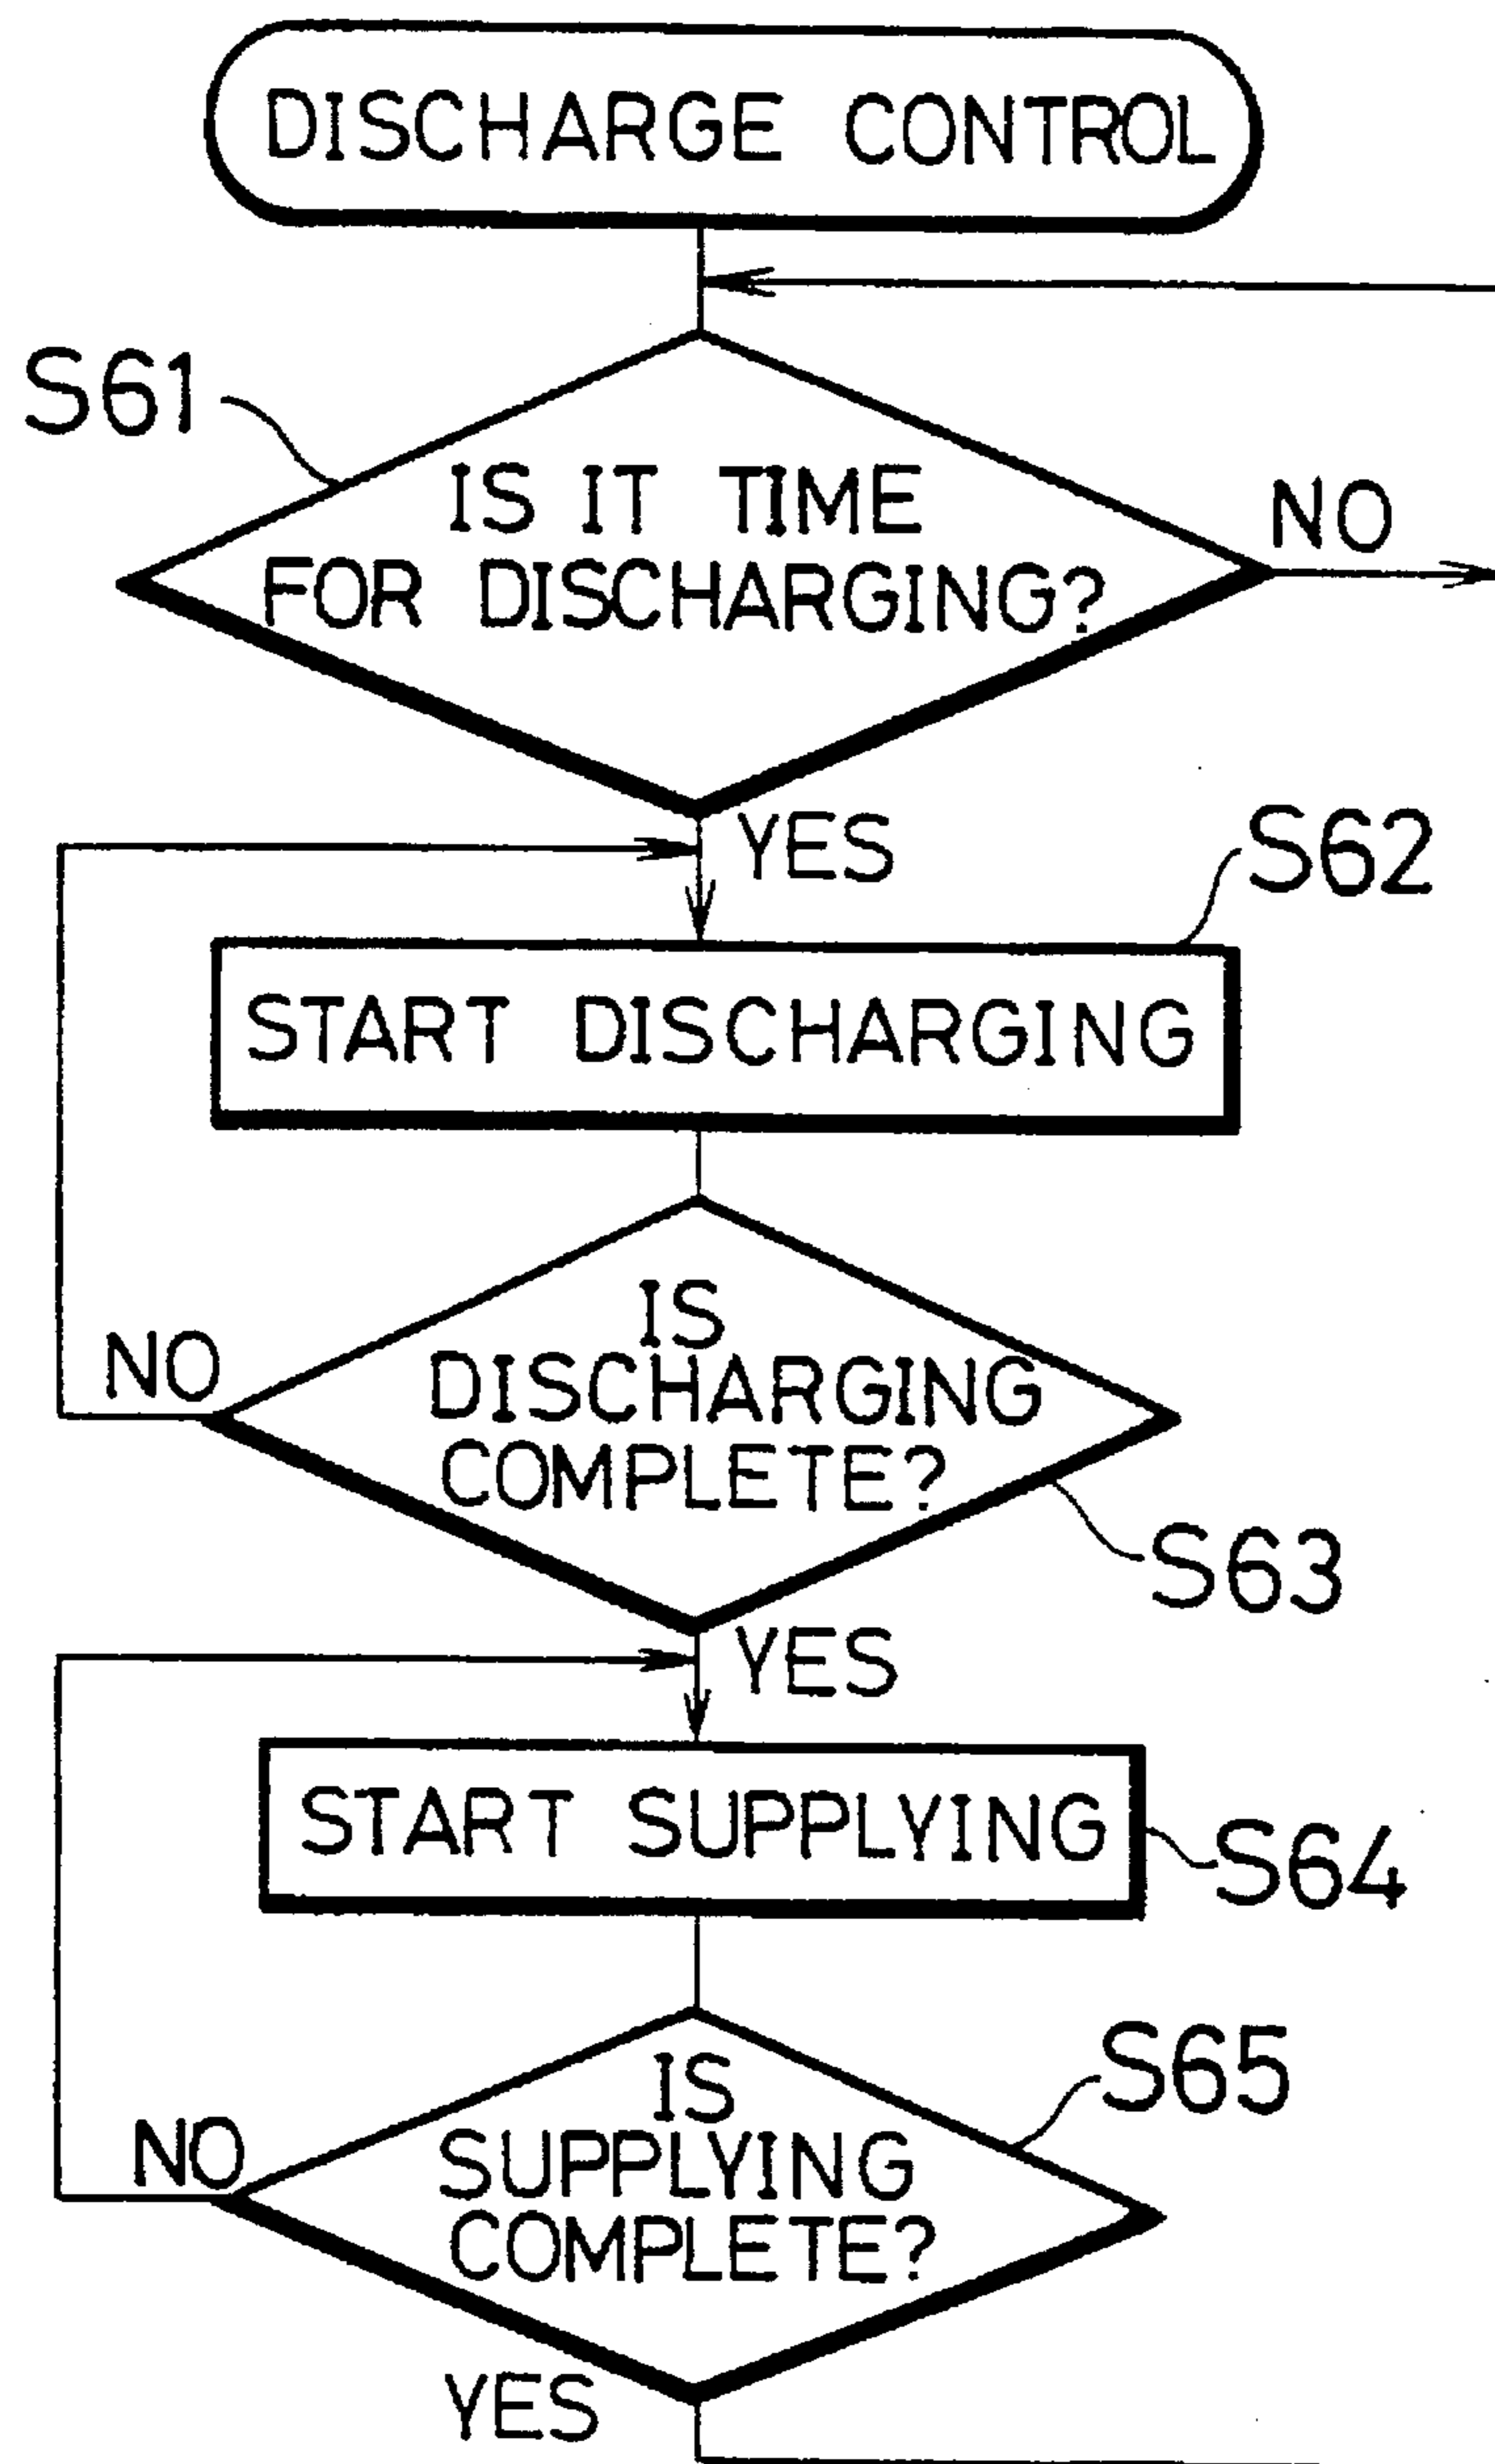 DISCHARGE CONTROL
S61
IS IT TIME
FOR DISCHARGING?
NO
YES
S62
START DISCHARGING
IS
DISCHARGING
COMPLETE?
NO
S63
YES
START SUPPLYING
S64
IS
SUPPLYING
COMPLETE?
S65
NO
YES